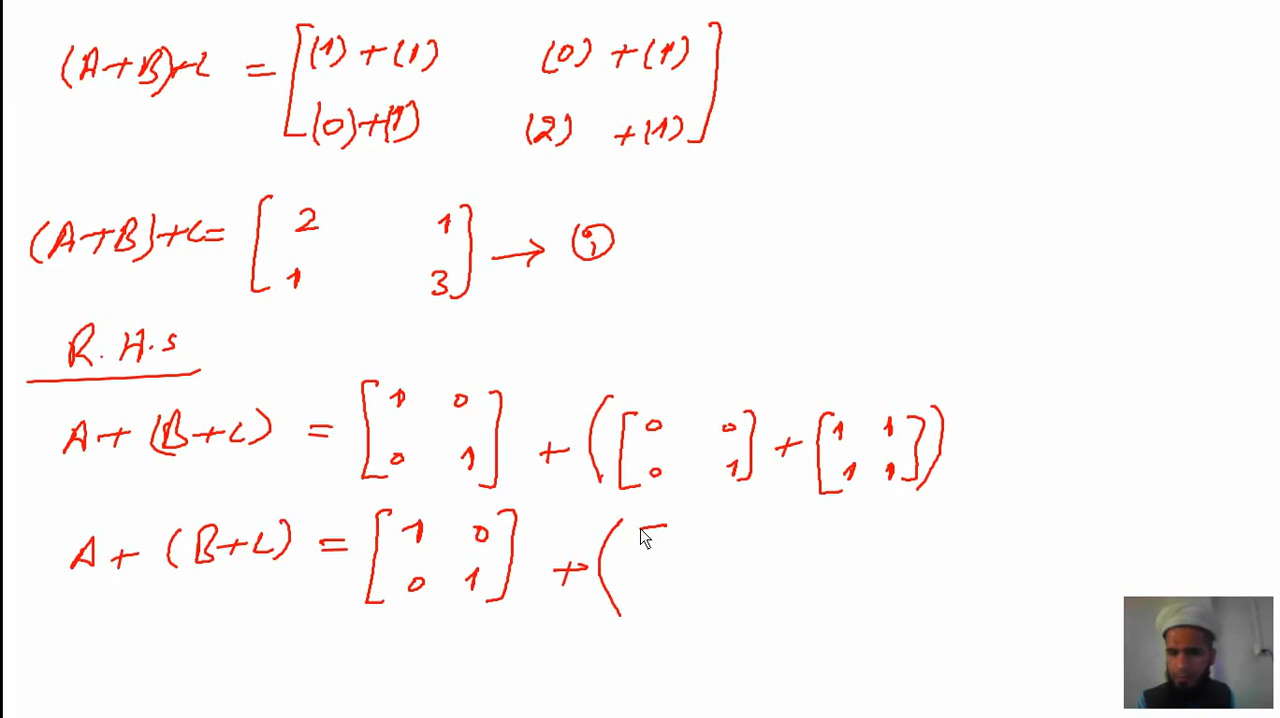 (A+B)+C = [(1)+(1) (0)+(1)
(0)+(1) (2)+(1)]
(A+B)+C= [2 1
1 3] → (i)
R.H.S
A+(B+C) = [1 0
0 1] + ([0 0
0 1] + [1 1
1 1])
A+(B+C) = [1 0
0 1] + (